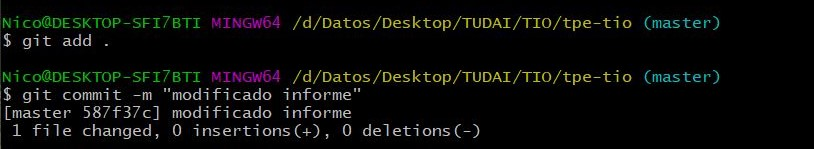 Nico@DESKTOP-SFI7BTI MINGW64 /d/Datos/Desktop/TUDAI/TIO/tpe-tio (master)
$ git add .
Nico@DESKTOP-SFI7BTI MINGW64 /d/Datos/Desktop/TUDAI/TIO/tpe-tio (master)
$ git commit -m "modificado informe"
[master 587f37c] modificado informe
 1 file changed, 0 insertions(+), 0 deletions(-)